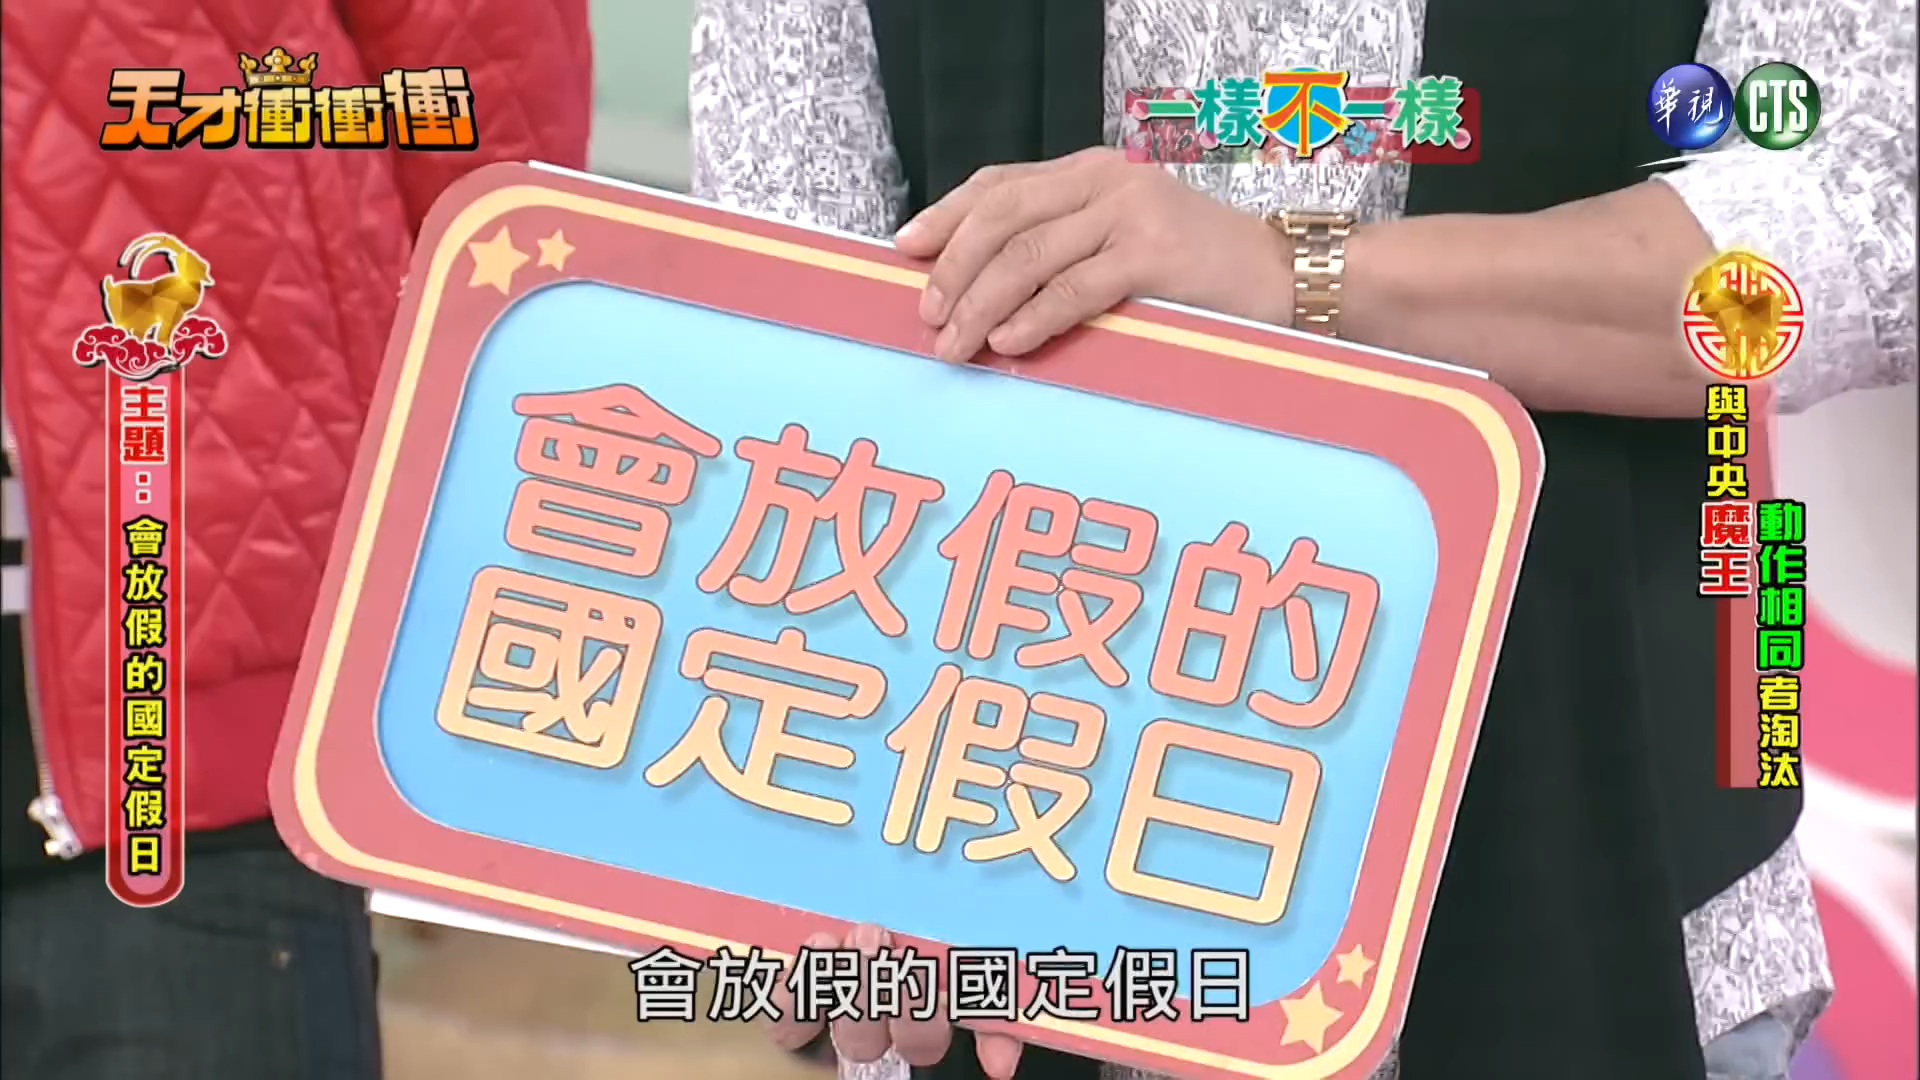 天才衝衝衝
一樣不一樣
華視 CTS
主題：會放假的國定假日
會放假的
國定假日
與中央魔王
動作相同者淘汰
會放假的國定假日